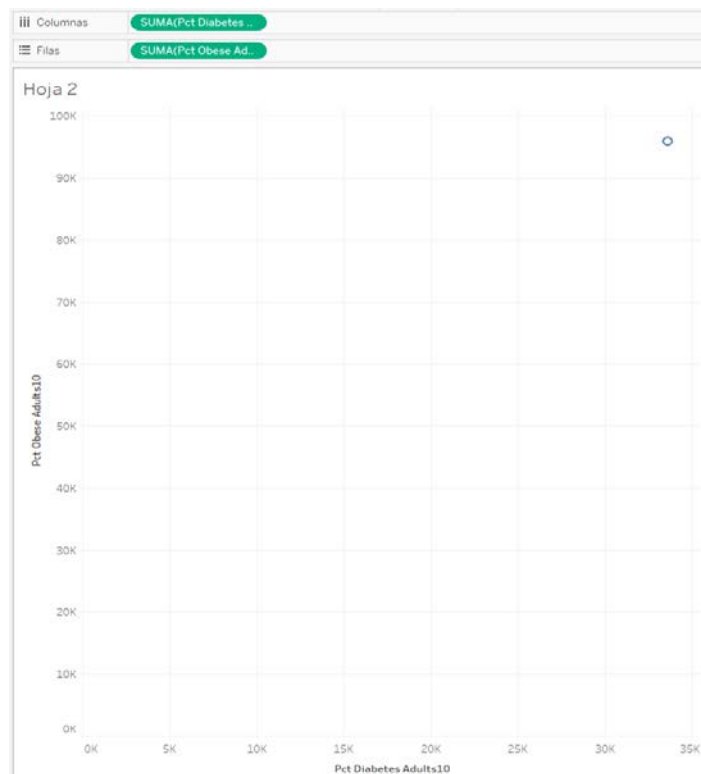 Columnas SUMA(Pct Diabetes ..
Filas SUMA(Pct Obese Ad..
Hoja 2
100K
90K
80K
70K
60K
50K
40K
30K
20K
10K
0K
Pct Obese Adults10
0K 5K 10K 15K 20K 25K 30K 35K
Pct Diabetes Adults10